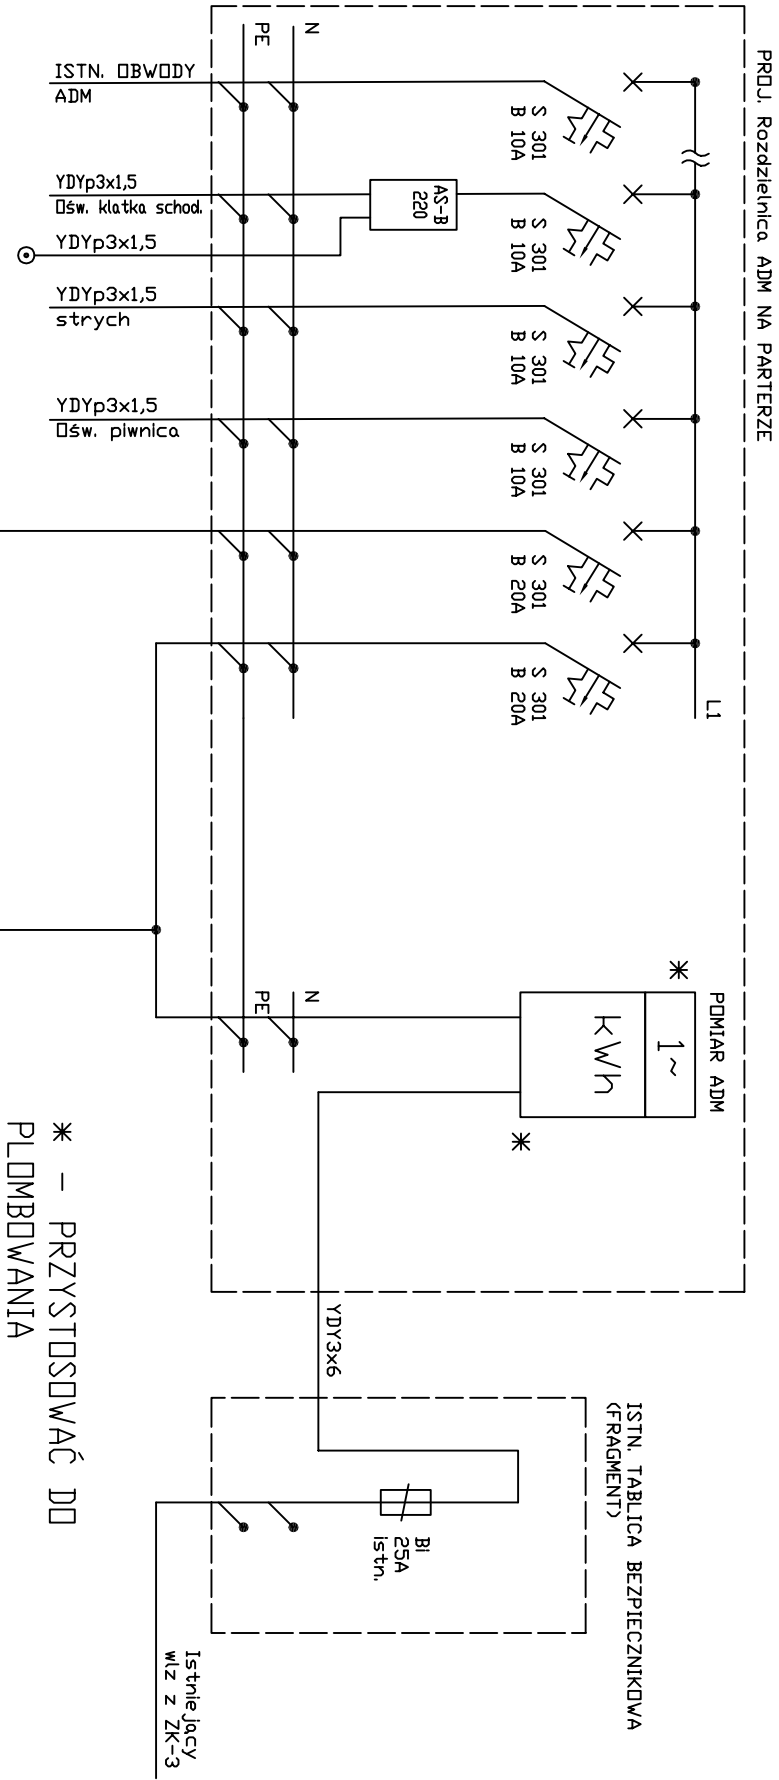 PROJ. Rozdzielnica ADM NA PARTERZE
L1
S 301
B 10A
S 301
B 10A
S 301
B 10A
S 301
B 10A
S 301
B 20A
S 301
B 20A
AS-B
220
N
PE
ISTN. OBWODY
ADM
YDYp3x1,5
Ośw. klatka schod.
YDYp3x1,5
YDYp3x1,5
strych
YDYp3x1,5
Ośw. piwnica
POMIAR ADM
*
1~
kWh
*
N
PE
YDY3x6
ISTN. TABLICA BEZPIECZNIKOWA
(FRAGMENT)
Bi
25A
istn.
Istniejący
wlz z ZK-3
* - PRZYSTOSOWAĆ DO
PLOMBOWANIA